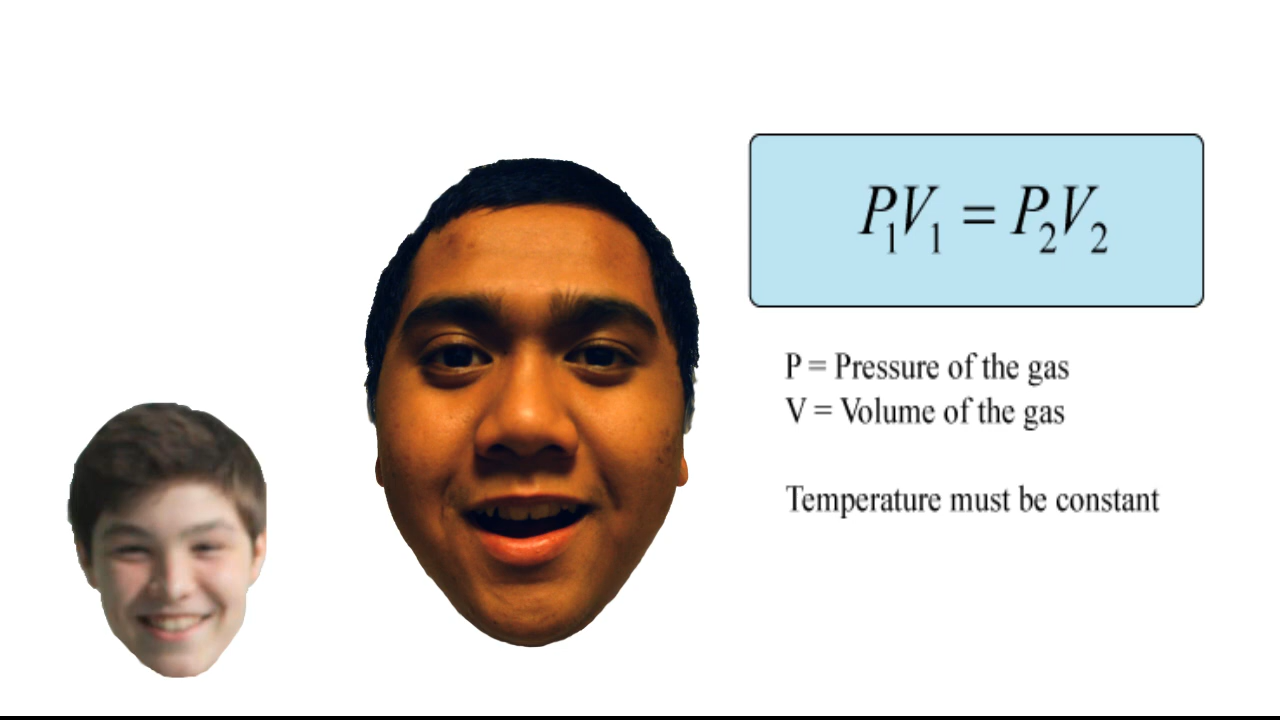 P₁V₁ = P₂V₂
P = Pressure of the gas
V = Volume of the gas
Temperature must be constant